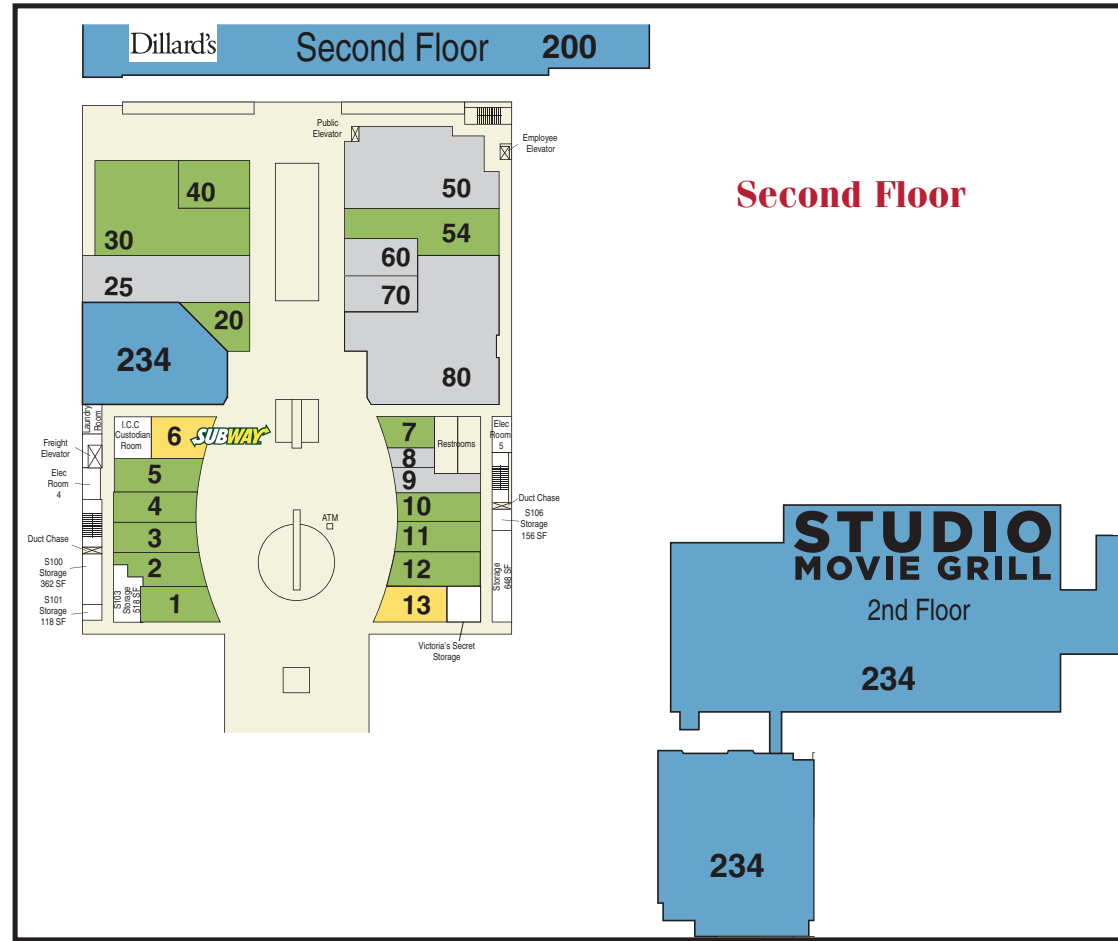 Dillard's
Second Floor 200
Public
Elevator
Employee
Elevator
Second Floor
40
50
30
54
60
25
70
20
234
80
Laundry
Room
I.C.C
Custodian
Room
6
SUBWAY
7
Restrooms
Elec
Room
5
8
Freight
Elevator
5
9
Elec
Room
4
4
10
Duct Chase
ATM
S106
Storage
156 SF
3
11
Duct Chase
2
12
S100
Storage
362 SF
S103
Storage
518 SF
Storage
648 SF
S101
Storage
118 SF
1
13
Victoria's Secret
Storage
STUDIO
MOVIE GRILL
2nd Floor
234
234